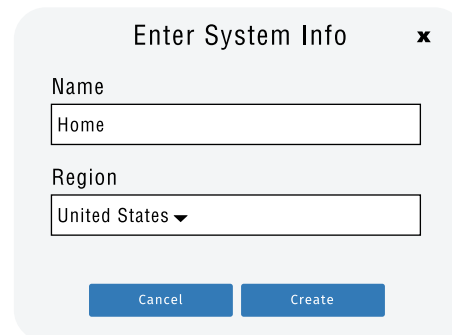 Enter System Info x
Name
Home
Region
United States
Cancel Create